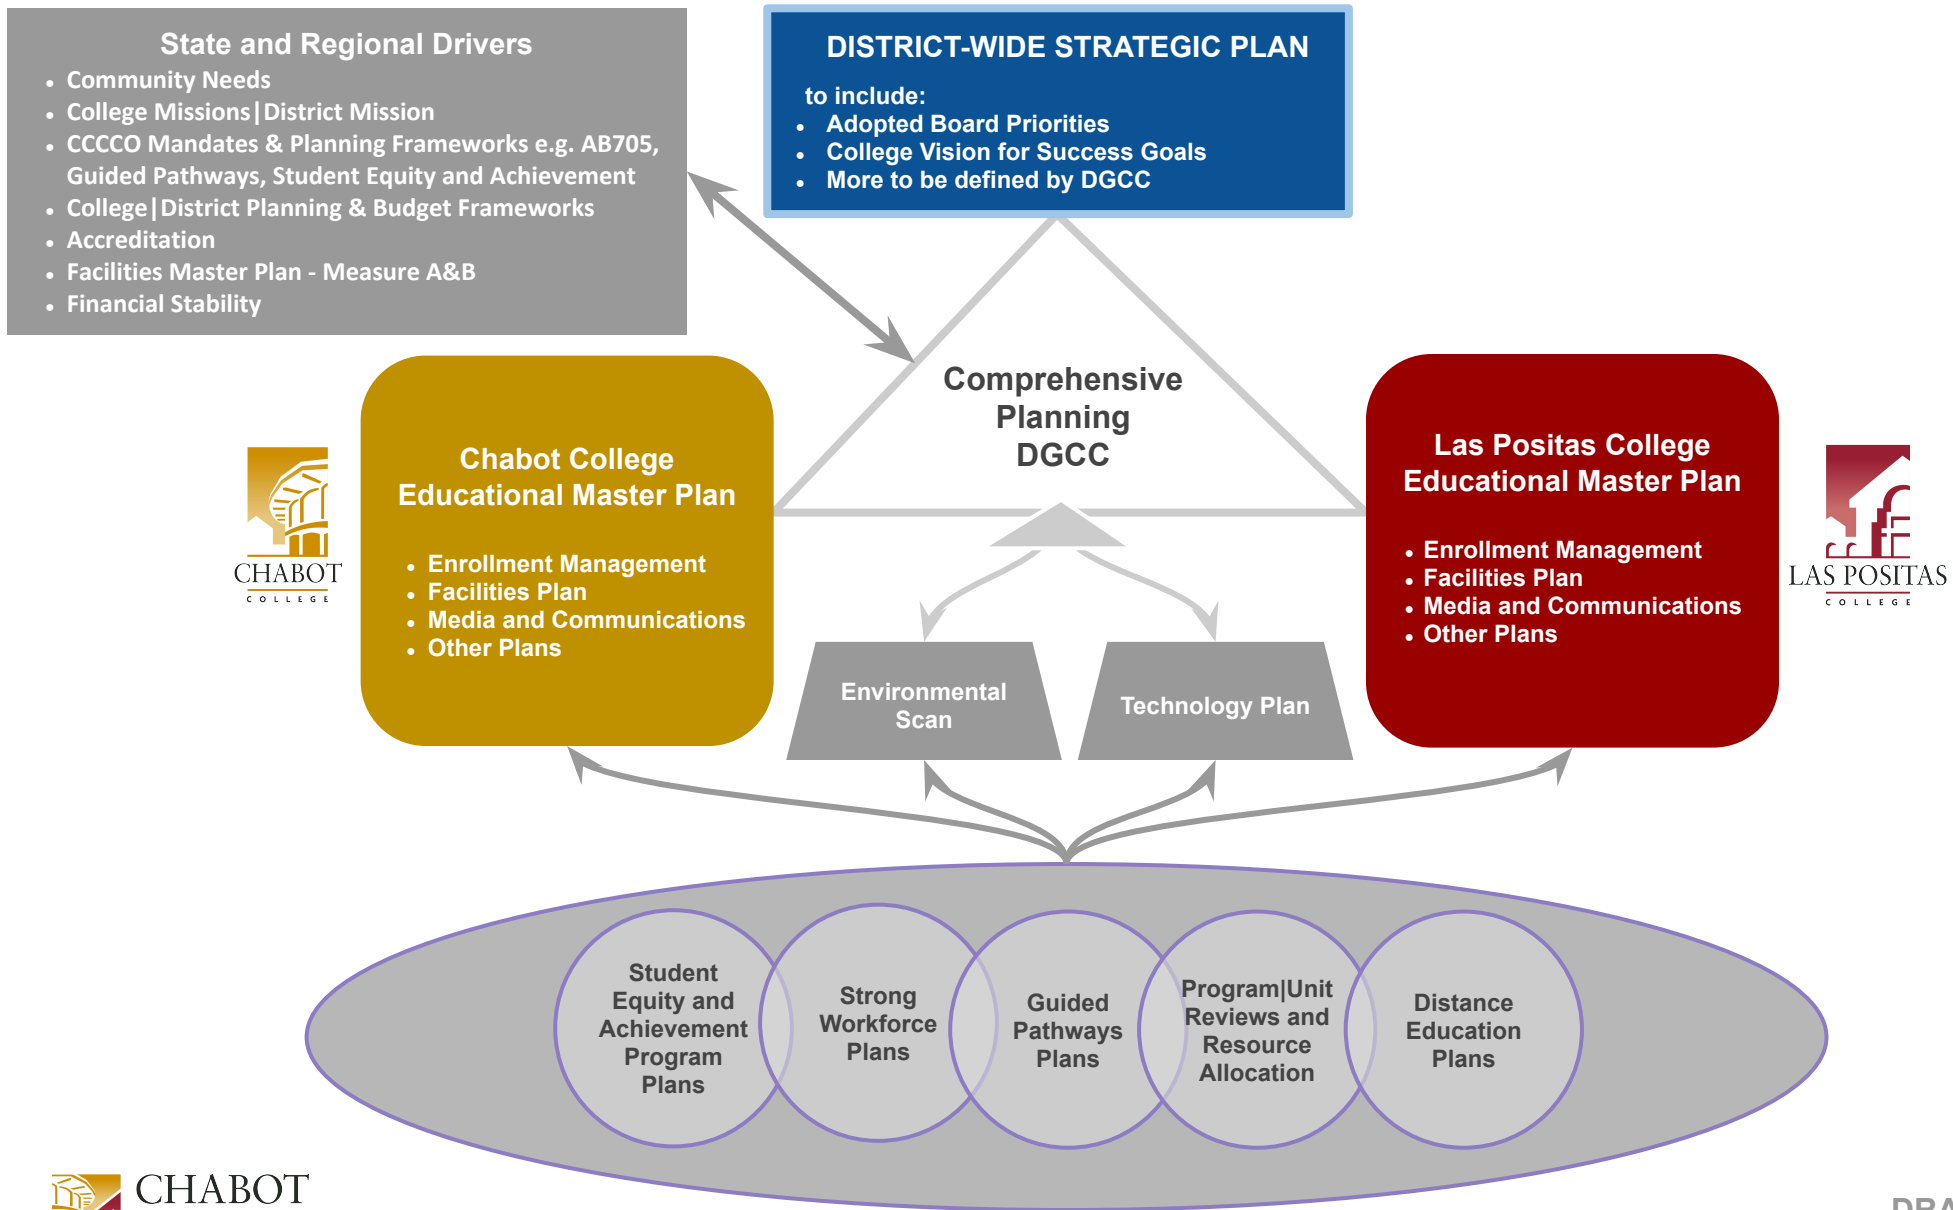 State and Regional Drivers
• Community Needs
• College Missions|District Mission
• CCCCO Mandates & Planning Frameworks e.g. AB705,
Guided Pathways, Student Equity and Achievement
• College|District Planning & Budget Frameworks
• Accreditation
• Facilities Master Plan - Measure A&B
• Financial Stability
DISTRICT-WIDE STRATEGIC PLAN
to include:
• Adopted Board Priorities
• College Vision for Success Goals
• More to be defined by DGCC
Comprehensive
Planning
DGCC
CHABOT
COLLEGE
Chabot College
Educational Master Plan
• Enrollment Management
• Facilities Plan
• Media and Communications
• Other Plans
Las Positas College
Educational Master Plan
• Enrollment Management
• Facilities Plan
• Media and Communications
• Other Plans
LAS POSITAS
COLLEGE
Environmental
Scan
Technology Plan
Student
Equity and
Achievement
Program
Plans
Strong
Workforce
Plans
Guided
Pathways
Plans
Program|Unit
Reviews and
Resource
Allocation
Distance
Education
Plans
CHABOT